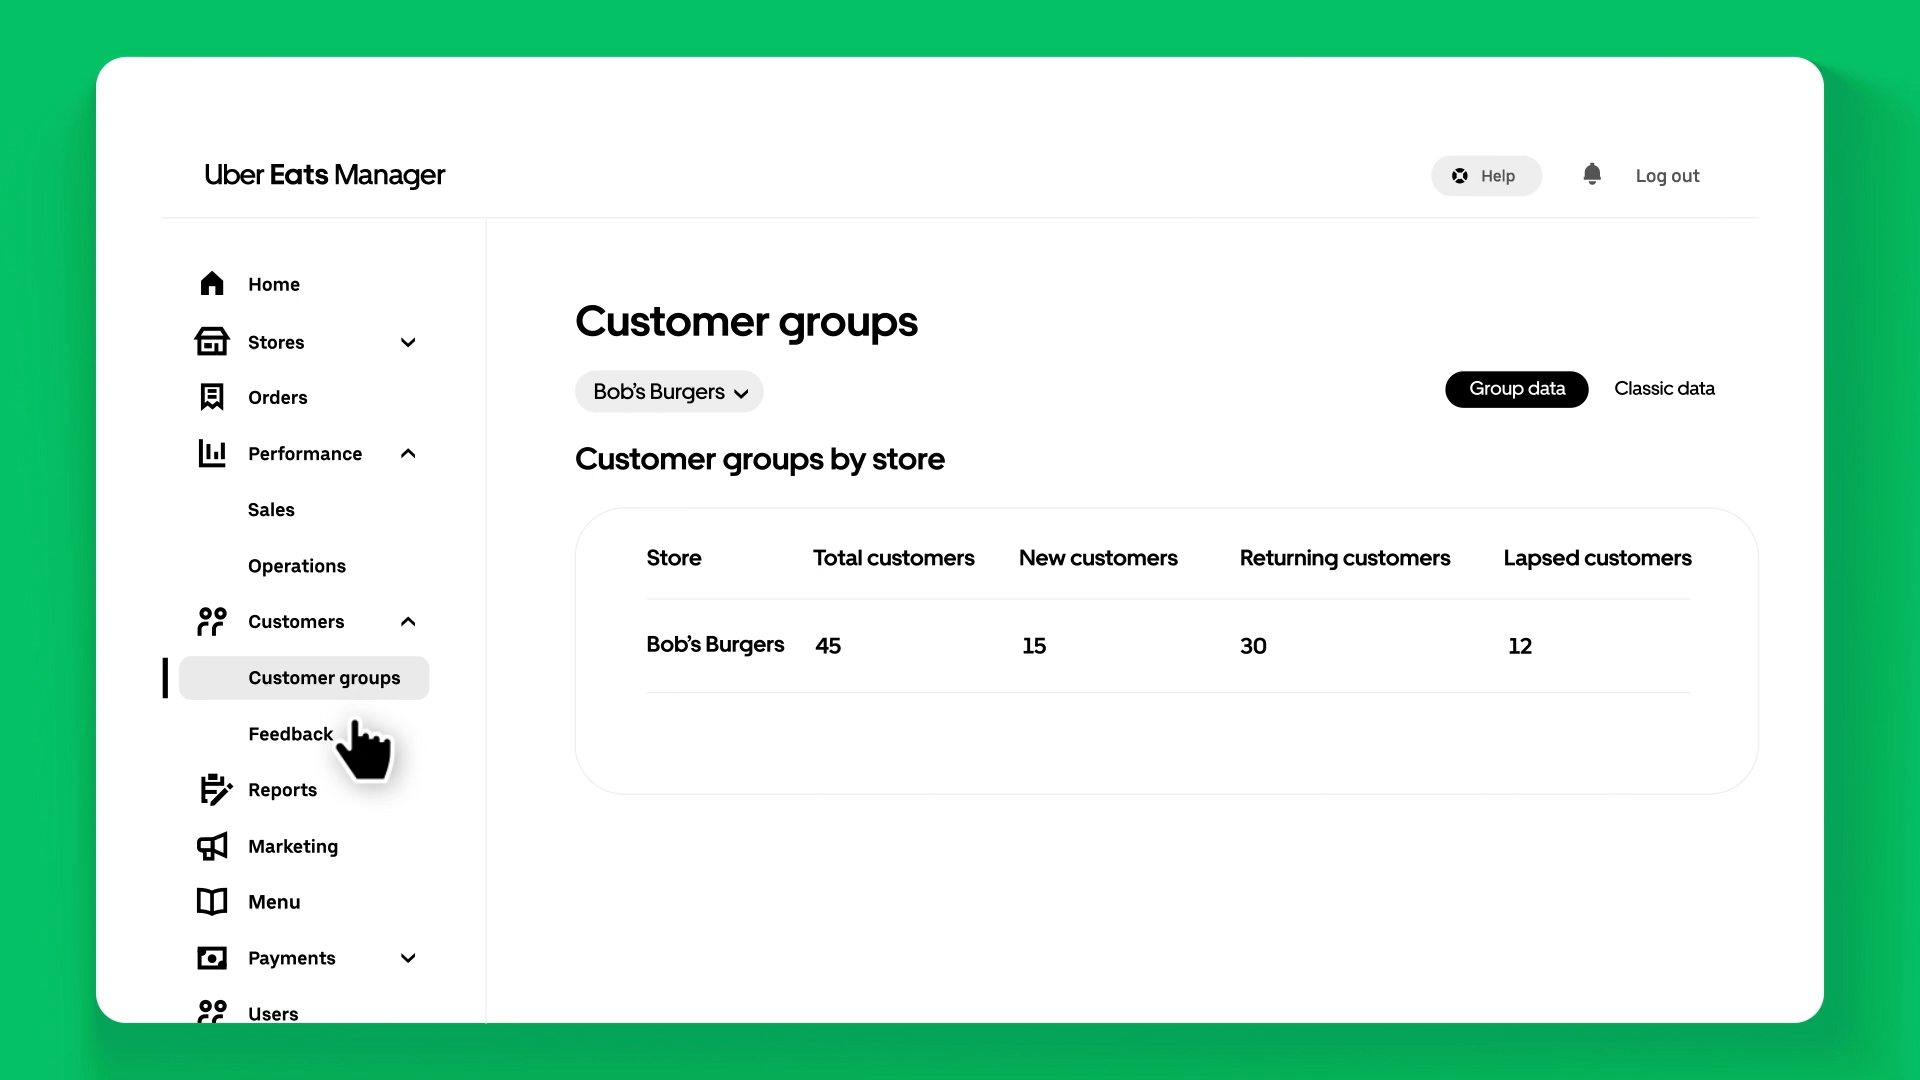 Uber Eats Manager
Help
Log out
Home
Stores
Orders
Performance
Sales
Operations
Customers
Customer groups
Feedback
Reports
Marketing
Menu
Payments
Users
Customer groups
Bob’s Burgers
Group data
Classic data
Customer groups by store
Store Total customers New customers Returning customers Lapsed customers
Bob’s Burgers 45 15 30 12